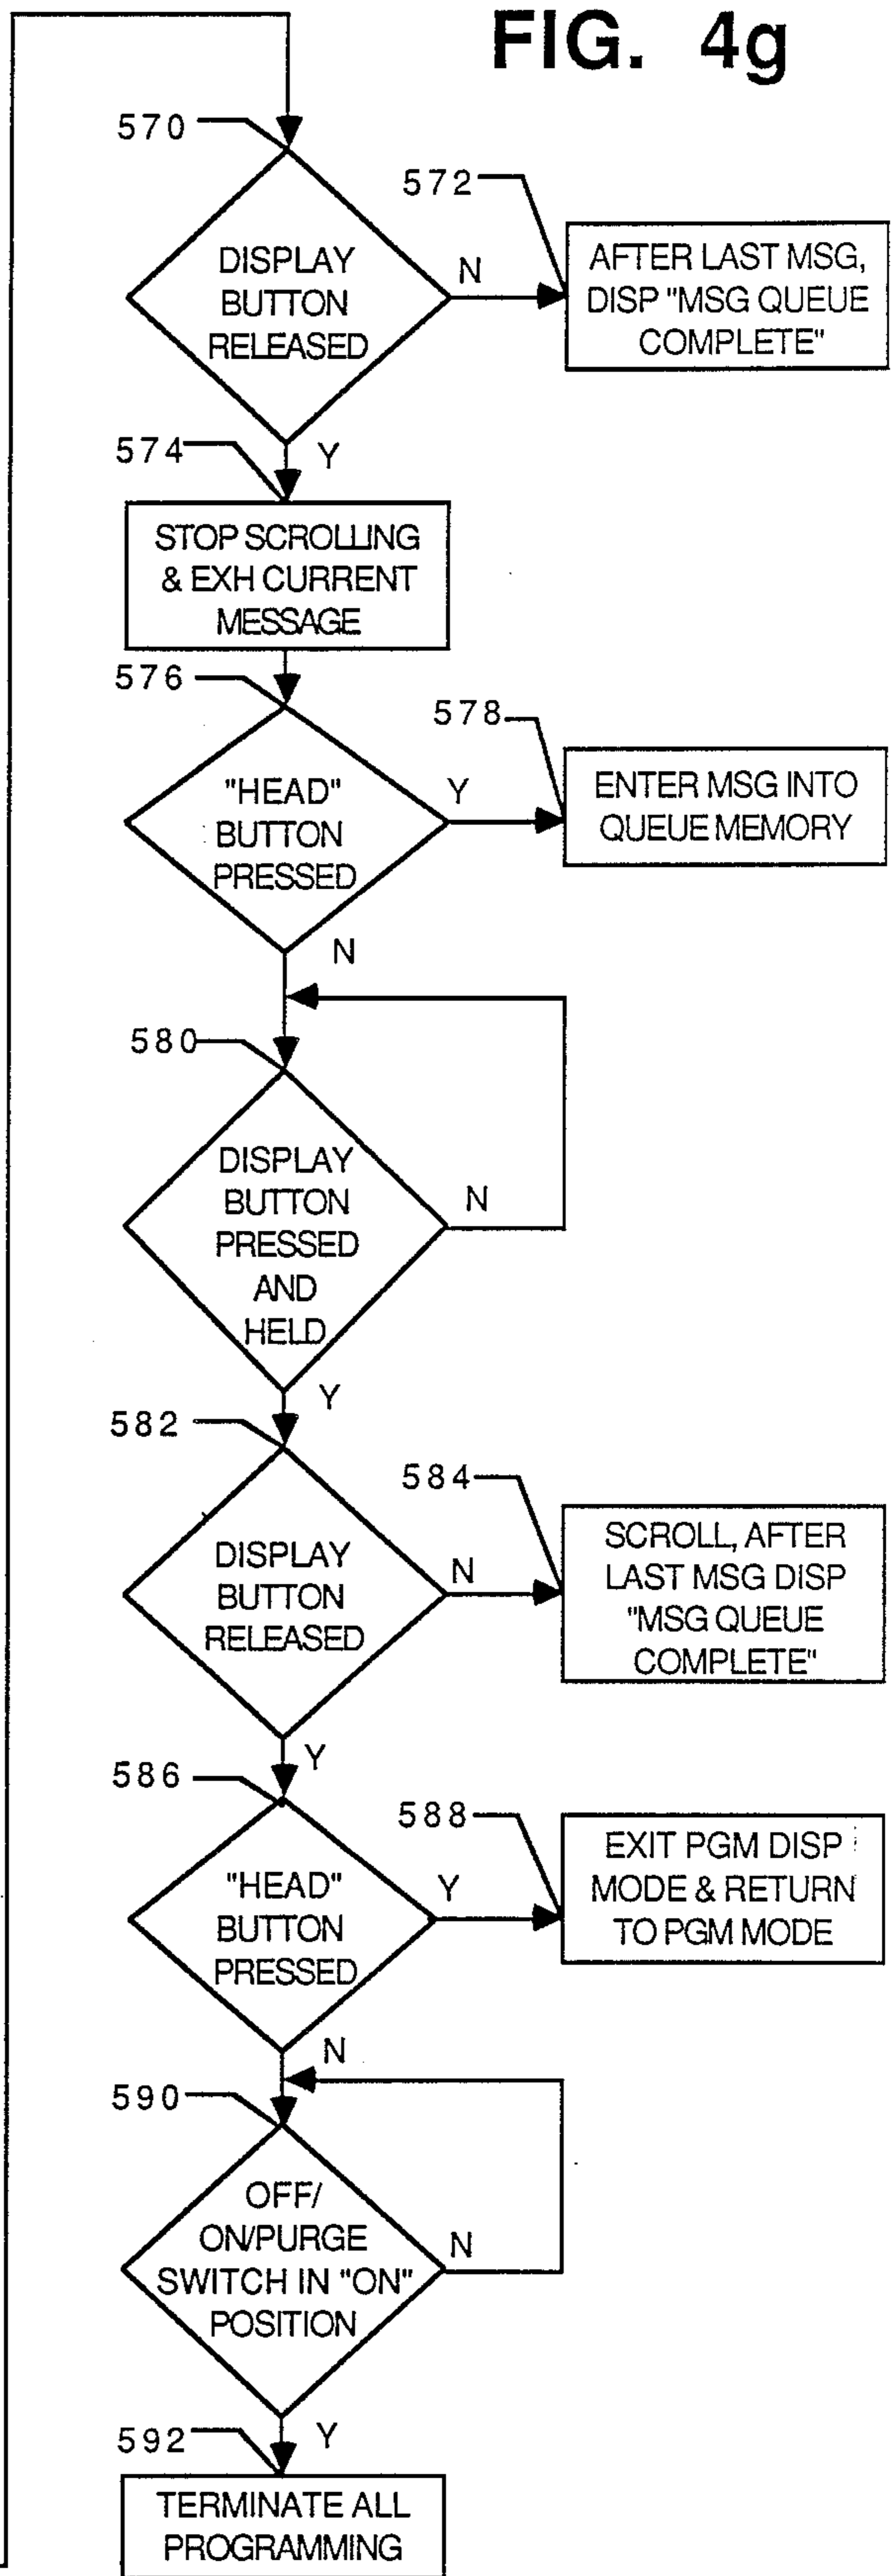 FIG. 4g
570
DISPLAY
BUTTON
RELEASED
N
572
AFTER LAST MSG,
DISP "MSG QUEUE
COMPLETE"
Y
574
STOP SCROLLING
& EXH CURRENT
MESSAGE
576
"HEAD"
BUTTON
PRESSED
Y
578
ENTER MSG INTO
QUEUE MEMORY
N
580
DISPLAY
BUTTON
PRESSED
AND
HELD
N
Y
582
DISPLAY
BUTTON
RELEASED
N
584
SCROLL, AFTER
LAST MSG DISP
"MSG QUEUE
COMPLETE"
Y
586
"HEAD"
BUTTON
PRESSED
Y
588
EXIT PGM DISP
MODE & RETURN
TO PGM MODE
N
590
OFF/
ON/PURGE
SWITCH IN "ON"
POSITION
N
Y
592
TERMINATE ALL
PROGRAMMING